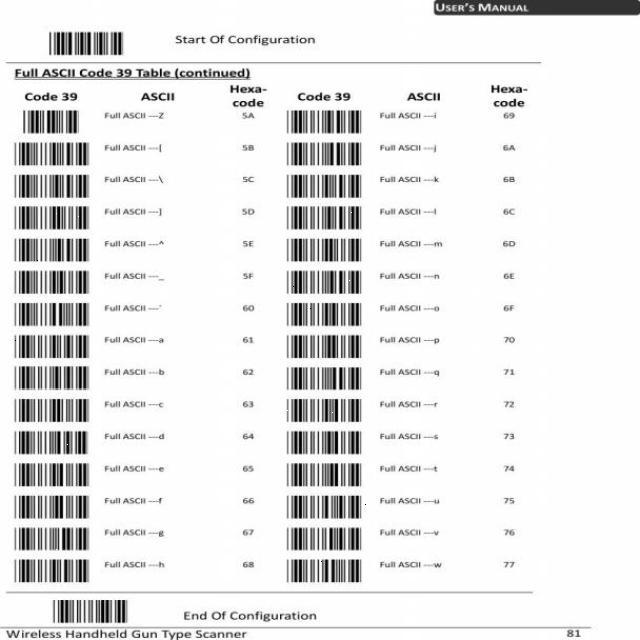 USER'S MANUAL
Start Of Configuration
Full ASCII Code 39 Table (continued)
Code 39 ASCII Hexa-code Code 39 ASCII Hexa-code
Full ASCII ---Z 5A Full ASCII ---i 69
Full ASCII ---[ 5B Full ASCII ---j 6A
Full ASCII ---\ 5C Full ASCII ---k 6B
Full ASCII ---] 5D Full ASCII ---l 6C
Full ASCII ---^ 5E Full ASCII ---m 6D
Full ASCII ---_ 5F Full ASCII ---n 6E
Full ASCII ---` 60 Full ASCII ---o 6F
Full ASCII ---a 61 Full ASCII ---p 70
Full ASCII ---b 62 Full ASCII ---q 71
Full ASCII ---c 63 Full ASCII ---r 72
Full ASCII ---d 64 Full ASCII ---s 73
Full ASCII ---e 65 Full ASCII ---t 74
Full ASCII ---f 66 Full ASCII ---u 75
Full ASCII ---g 67 Full ASCII ---v 76
Full ASCII ---h 68 Full ASCII ---w 77
End Of Configuration
Wireless Handheld Gun Type Scanner 81